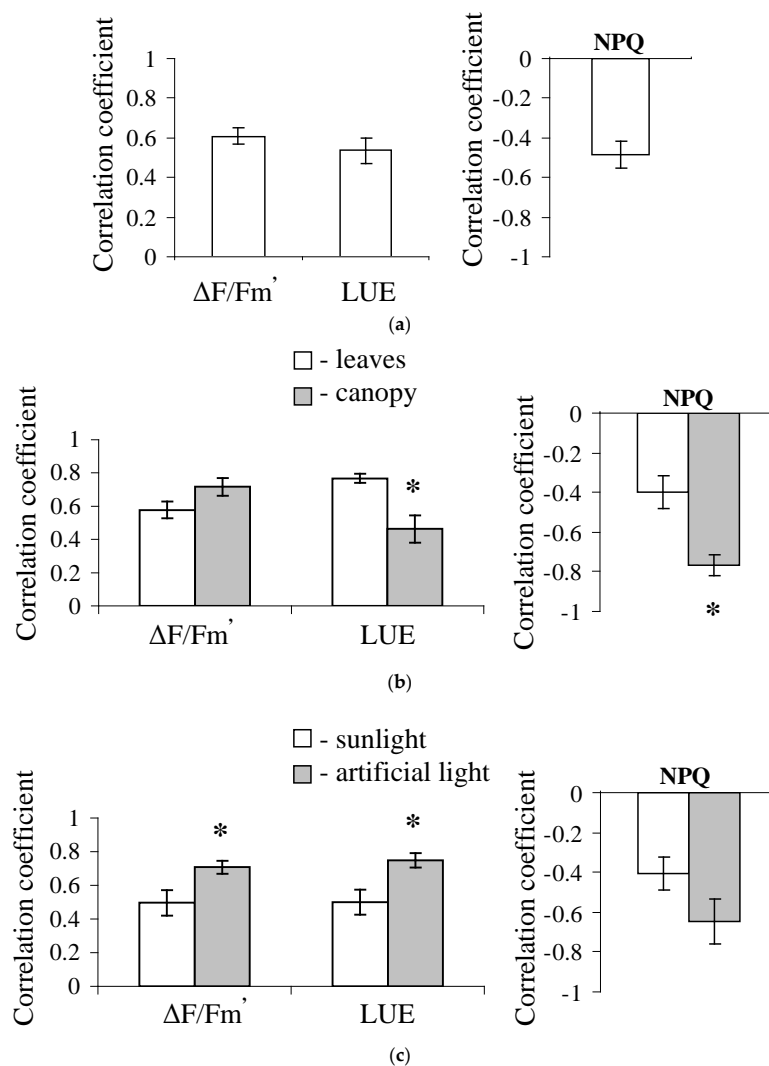 NPQ
Correlation coefficient
1
0.8
0.6
0.4
0.2
0
ΔF/Fm’
LUE
Correlation coefficient
0
-0.2
-0.4
-0.6
-0.8
-1
(a)
- leaves
- canopy
NPQ
Correlation coefficient
1
0.8
0.6
0.4
0.2
0
*
ΔF/Fm’
LUE
Correlation coefficient
0
-0.2
-0.4
-0.6
-0.8
-1
*
(b)
- sunlight
- artificial light
NPQ
Correlation coefficient
1
0.8
0.6
0.4
0.2
0
*
*
ΔF/Fm’
LUE
Correlation coefficient
0
-0.2
-0.4
-0.6
-0.8
-1
(c)